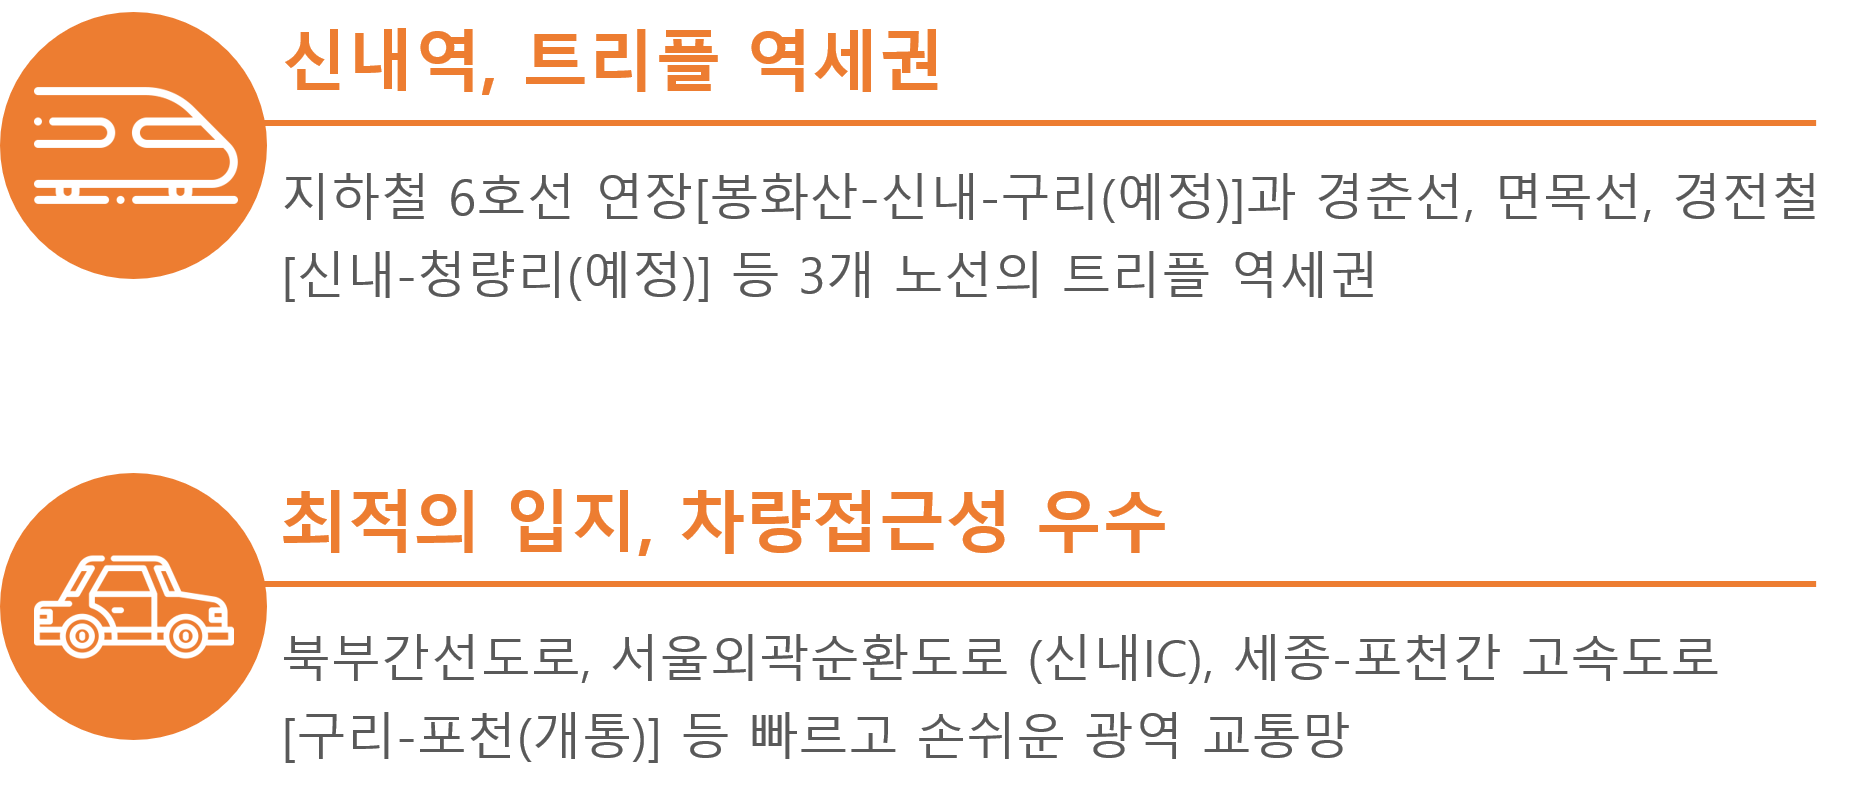 신내역, 트리플 역세권
지하철 6호선 연장[봉화산-신내-구리(예정)]과 경춘선, 면목선, 경전철
[신내-청량리(예정)] 등 3개 노선의 트리플 역세권
최적의 입지, 차량접근성 우수
북부간선도로, 서울외곽순환도로 (신내IC), 세종-포천간 고속도로
[구리-포천(개통)] 등 빠르고 손쉬운 광역 교통망